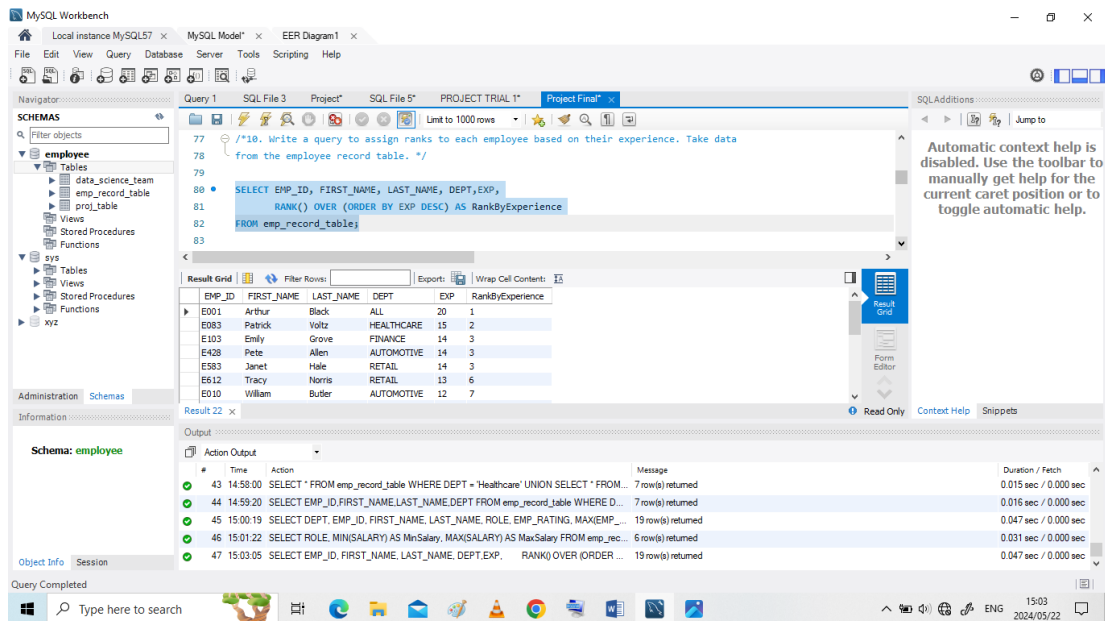 MySQL Workbench
Local instance MySQL57 × MySQL Model* × EER Diagram1 ×
File Edit View Query Database Server Tools Scripting Help
Navigator
SCHEMAS
Filter objects
employee
Tables
data_science_team
emp_record_table
proj_table
Views
Stored Procedures
Functions
sys
Tables
Views
Stored Procedures
Functions
xyz
Administration Schemas
Information
Schema: employee
Object Info Session
Query 1 SQL File 3 Project* SQL File 5* PROJECT TRIAL 1* Project Final* ×
Limit to 1000 rows
77 /*10. Write a query to assign ranks to each employee based on their experience. Take data
78 from the employee record table. */
79
80 SELECT EMP_ID, FIRST_NAME, LAST_NAME, DEPT,EXP,
81 RANK() OVER (ORDER BY EXP DESC) AS RankByExperience
82 FROM emp_record_table;
83
Result Grid Filter Rows: Export: Wrap Cell Content:
EMP_ID FIRST_NAME LAST_NAME DEPT EXP RankByExperience
E001 Arthur Black ALL 20 1
E083 Patrick Voltz HEALTHCARE 15 2
E103 Emily Grove FINANCE 14 3
E428 Pete Allen AUTOMOTIVE 14 3
E583 Janet Hale RETAIL 14 3
E612 Tracy Norris RETAIL 13 6
E010 William Butler AUTOMOTIVE 12 7
Result Grid
Form Editor
Result 22 × Read Only
SQLAdditions
Jump to
Automatic context help is
disabled. Use the toolbar to
manually get help for the
current caret position or to
toggle automatic help.
Context Help Snippets
Output
Action Output
# Time Action Message Duration / Fetch
43 14:58:00 SELECT * FROM emp_record_table WHERE DEPT = 'Healthcare' UNION SELECT * FROM... 7 row(s) returned 0.015 sec / 0.000 sec
44 14:59:20 SELECT EMP_ID,FIRST_NAME,LAST_NAME,DEPT FROM emp_record_table WHERE D... 7 row(s) returned 0.016 sec / 0.000 sec
45 15:00:19 SELECT DEPT, EMP_ID, FIRST_NAME, LAST_NAME, ROLE, EMP_RATING, MAX(EMP_... 19 row(s) returned 0.047 sec / 0.000 sec
46 15:01:22 SELECT ROLE, MIN(SALARY) AS MinSalary, MAX(SALARY) AS MaxSalary FROM emp_rec... 6 row(s) returned 0.031 sec / 0.000 sec
47 15:03:05 SELECT EMP_ID, FIRST_NAME, LAST_NAME, DEPT,EXP, RANK() OVER (ORDER ... 19 row(s) returned 0.047 sec / 0.000 sec
Query Completed
Type here to search
ENG
15:03
2024/05/22